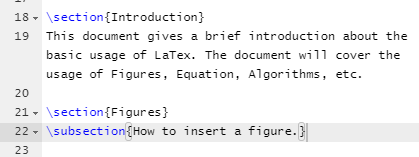 18 \section{Introduction}
19 This document gives a brief introduction about the
basic usage of LaTex. The document will cover the
usage of Figures, Equation, Algorithms, etc.
20
21 \section{Figures}
22 \subsection{How to insert a figure.}
23